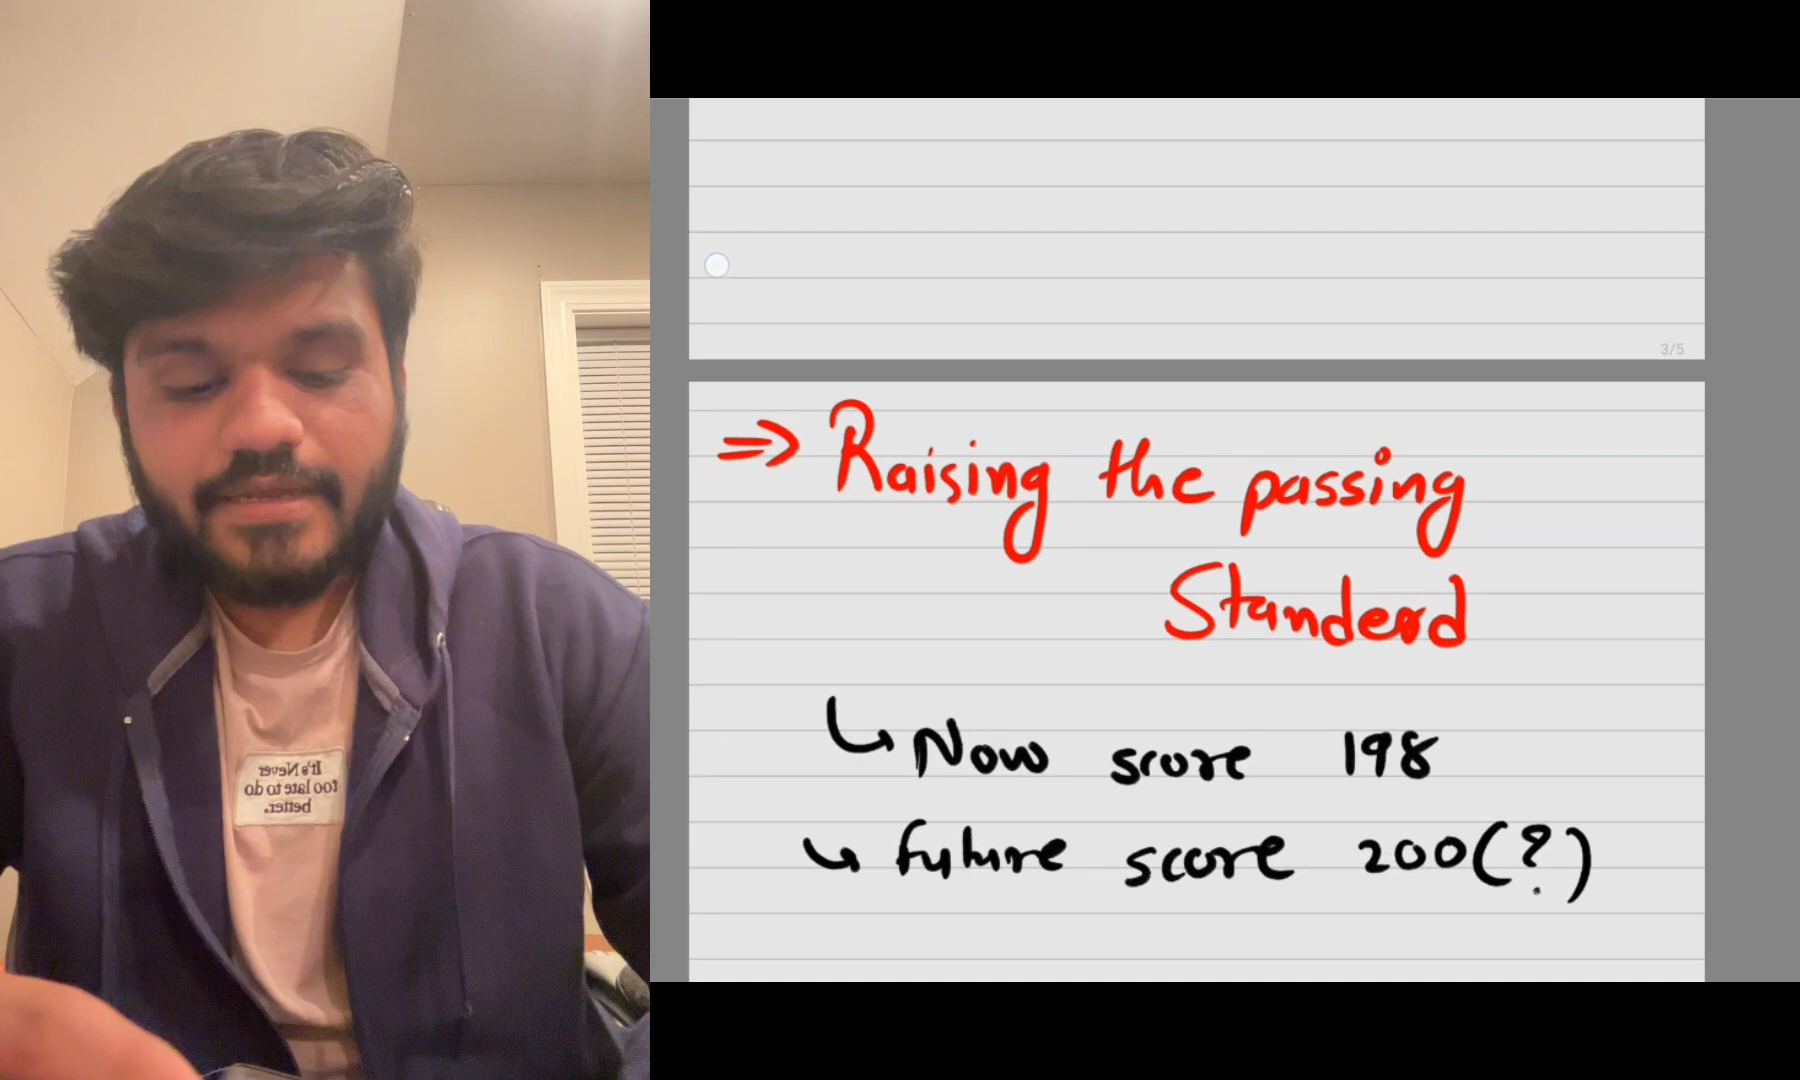 It's Never
too late to do
better.
3/5
⇒ Raising the passing
Standerd
↳ Now score 198
↳ future score 200(?)